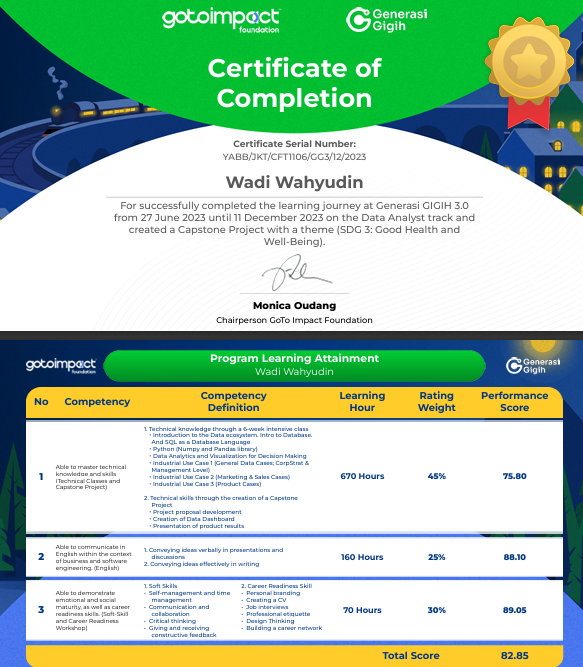 gotoimpact
foundation
Generasi
Gigih
Certificate of
Completion
Certificate Serial Number:
YABB/JKT/CFT1106/GG3/12/2023
Wadi Wahyudin
For successfully completed the learning journey at Generasi GIGIH 3.0
from 27 June 2023 until 11 December 2023 on the Data Analyst track and
created a Capstone Project with a theme (SDG 3: Good Health and
Well-Being).
Monica Oudang
Chairperson GoTo Impact Foundation
gotoimpact
foundation
Program Learning Attainment
Wadi Wahyudin
Generasi
Gigih
No
Competency
Competency
Definition
Learning
Hour
Rating
Weight
Performance
Score
1
Able to master technical
knowledge and skills
(Technical Classes and
Capstone Project)
1. Technical knowledge through a 6-week intensive class
• Introduction to the Data ecosystem. Intro to Database.
And SQL as a Database Language
• Python (Numpy and Pandas library)
• Data Analytics and Visualization for Decision Making
• Industrial Use Case 1 (General Data Cases; CorpStrat &
Management Level)
• Industrial Use Case 2 (Marketing & Sales Cases)
• Industrial Use Case 3 (Product Cases)
2. Technical skills through the creation of a Capstone
Project
• Project proposal development
• Creation of Data Dashboard
• Presentation of product results
670 Hours
45%
75.80
2
Able to communicate in
English within the context
of business and software
engineering. (English)
1. Conveying ideas verbally in presentations and
discussions
2. Conveying ideas effectively in writing
160 Hours
25%
88.10
3
Able to demonstrate
emotional and social
maturity, as well as career
readiness skills. (Soft-Skill
and Career Readiness
Workshop)
1. Soft Skills
- Self-management and time
management
- Communication and
collaboration
- Critical thinking
- Giving and receiving
constructive feedback
2. Career Readiness Skill
- Personal branding
- Creating a CV
- Job interviews
- Professional etiquette
- Design Thinking
- Building a career network
70 Hours
30%
89.05
Total Score
82.85